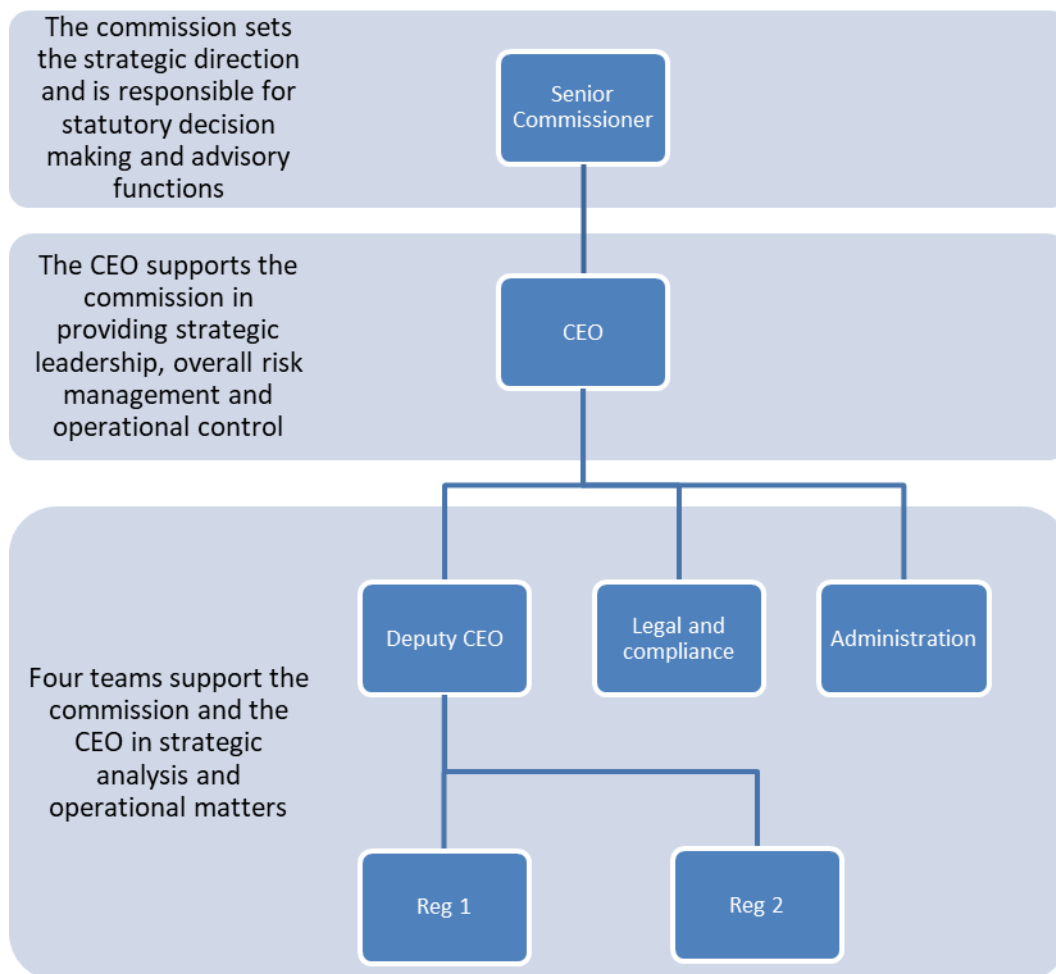 The commission sets
the strategic direction
and is responsible for
statutory decision
making and advisory
functions
Senior
Commissioner
The CEO supports the
commission in
providing strategic
leadership, overall risk
management and
operational control
CEO
Four teams support the
commission and the
CEO in strategic
analysis and
operational matters
Deputy CEO
Legal and
compliance
Administration
Reg 1
Reg 2